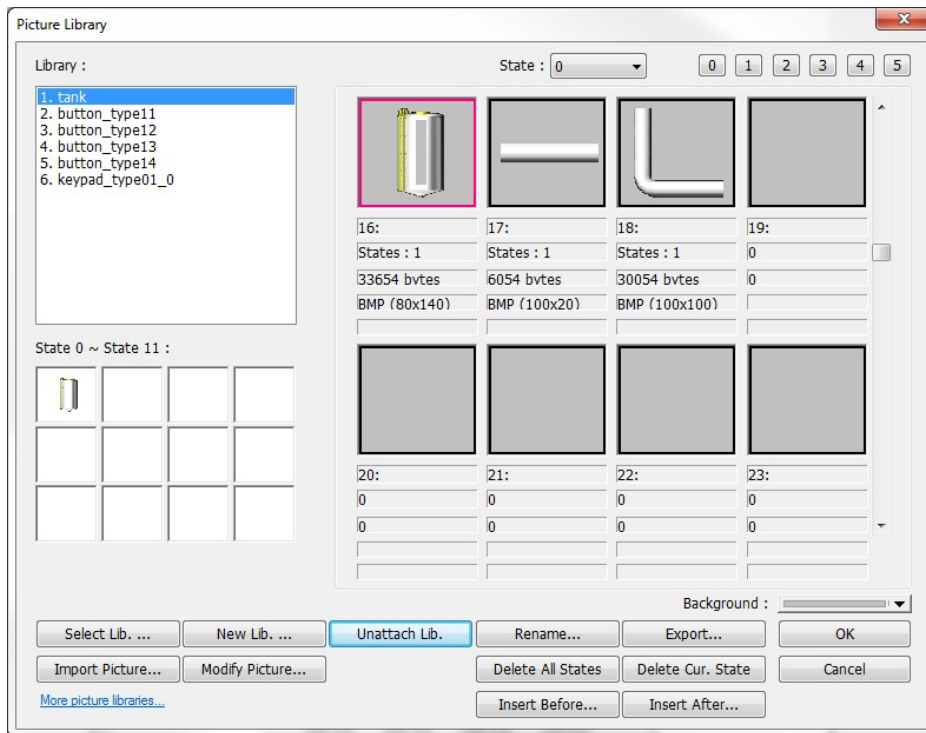 Picture Library
Library :
State : 0
0 1 2 3 4 5
1. tank
2. button_type11
3. button_type12
4. button_type13
5. button_type14
6. keypad_type01_0
16: 17: 18: 19:
States : 1 States : 1 States : 1 0
33654 bytes 6054 bytes 30054 bytes 0
BMP (80x140) BMP (100x20) BMP (100x100)
State 0 ~ State 11 :
20: 21: 22: 23:
0 0 0 0
0 0 0 0
Background :
Select Lib. ... New Lib. ... Unattach Lib. Rename... Export... OK
Import Picture... Modify Picture... Delete All States Delete Cur. State Cancel
More picture libraries... Insert Before... Insert After...